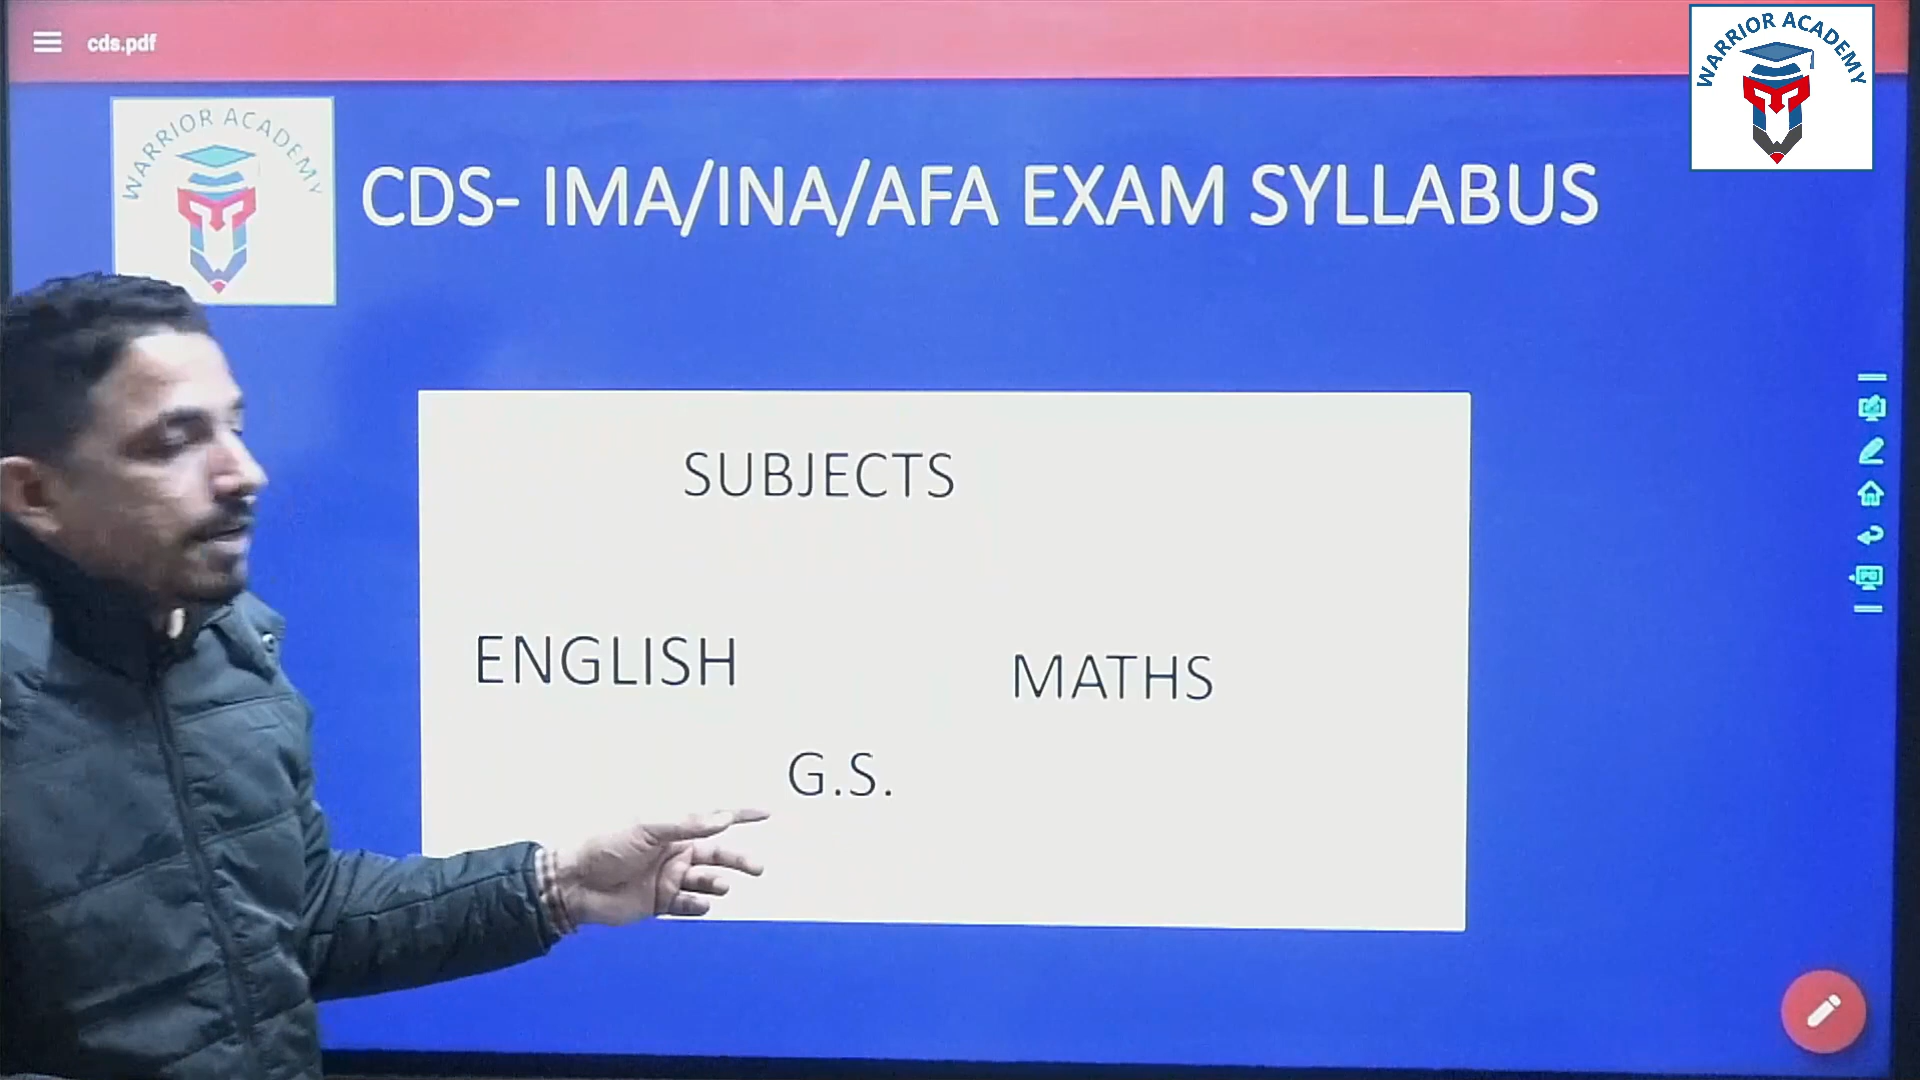 cds.pdf
WARRIOR ACADEMY
WARRIOR ACADEMY
CDS- IMA/INA/AFA EXAM SYLLABUS
SUBJECTS
ENGLISH
MATHS
G.S.